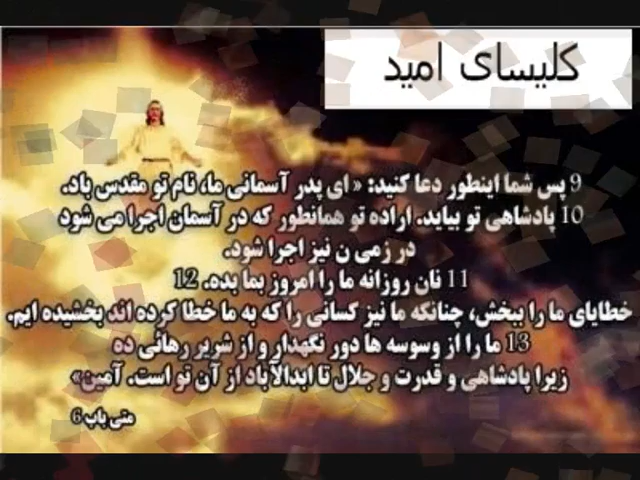 کلیسای امید
9 پس شما اینطور دعا کنید: « ای پدر آسمانی ما، نام تو مقدس باد.
10 پادشاهی تو بیاید. اراده تو همانطور که در آسمان اجرا می شود
در زمی ن نیز اجرا شود.
11 نان روزانه ما را امروز بما بده. 12
خطایای ما را ببخش، چنانکه ما نیز کسانی را که به ما خطا کرده اند بخشیده ایم.
13 ما را از وسوسه ها دور نگهدار و از شریر رهائی ده
زیرا پادشاهی و قدرت و جلال تا ابدالآباد از آن تو است. آمین»
متی باب 6